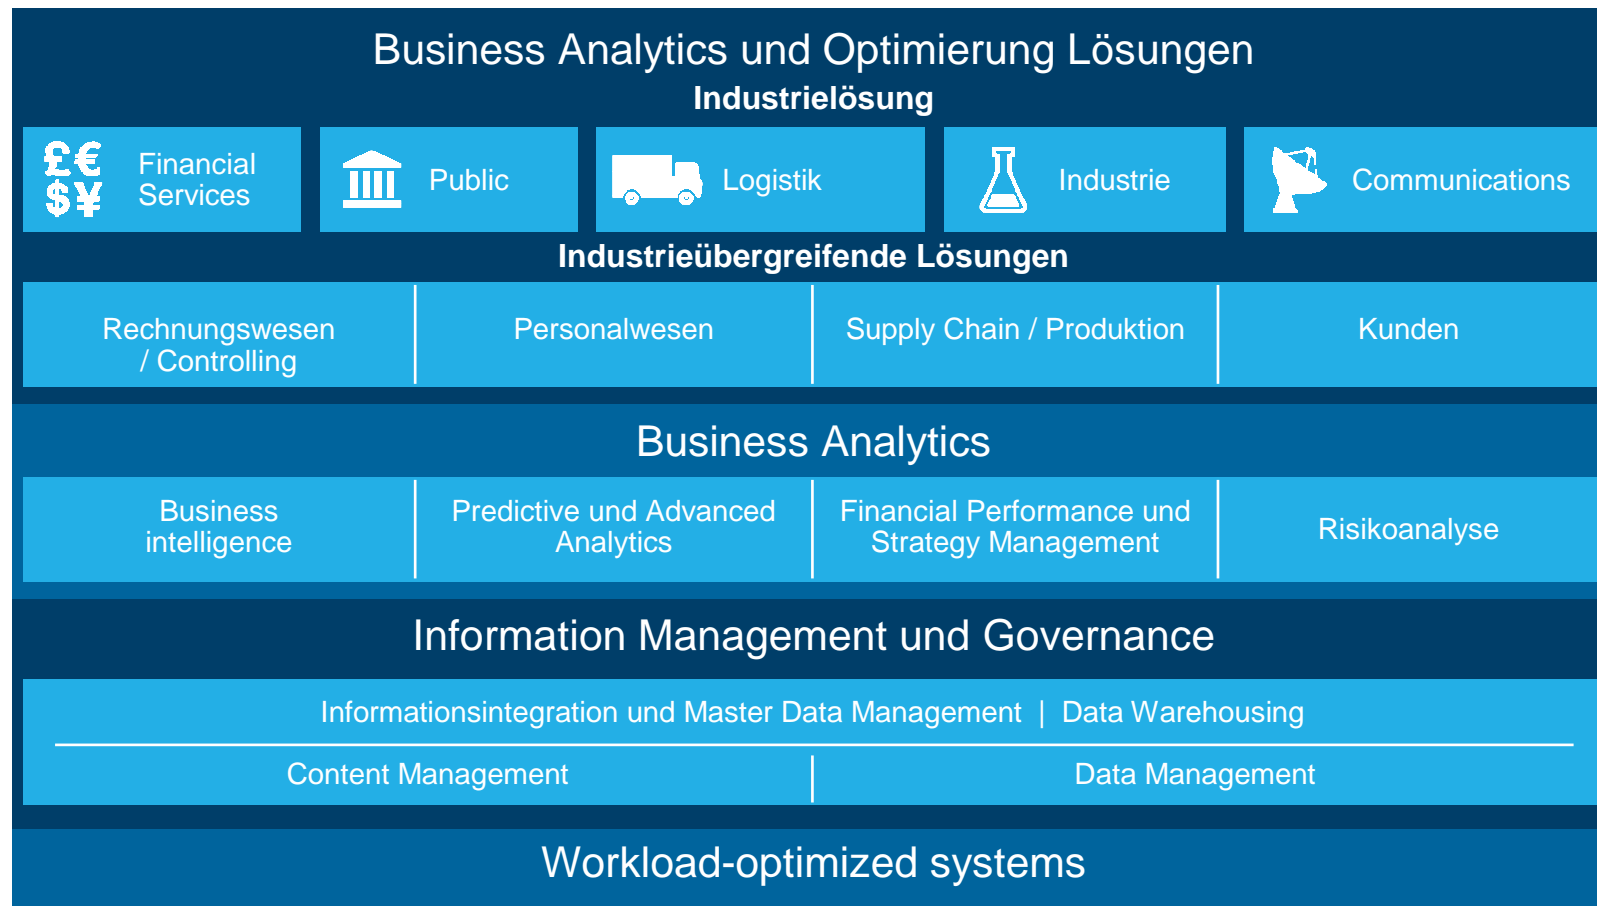 Business Analytics und Optimierung Lösungen
Industrielösung
£€
$¥
Financial
Services
Public
Logistik
Industrie
Communications
Industrieübergreifende Lösungen
Rechnungswesen
/ Controlling
Personalwesen
Supply Chain / Produktion
Kunden
Business Analytics
Business
intelligence
Predictive und Advanced
Analytics
Financial Performance und
Strategy Management
Risikoanalyse
Information Management und Governance
Informationsintegration und Master Data Management | Data Warehousing
Content Management
Data Management
Workload-optimized systems